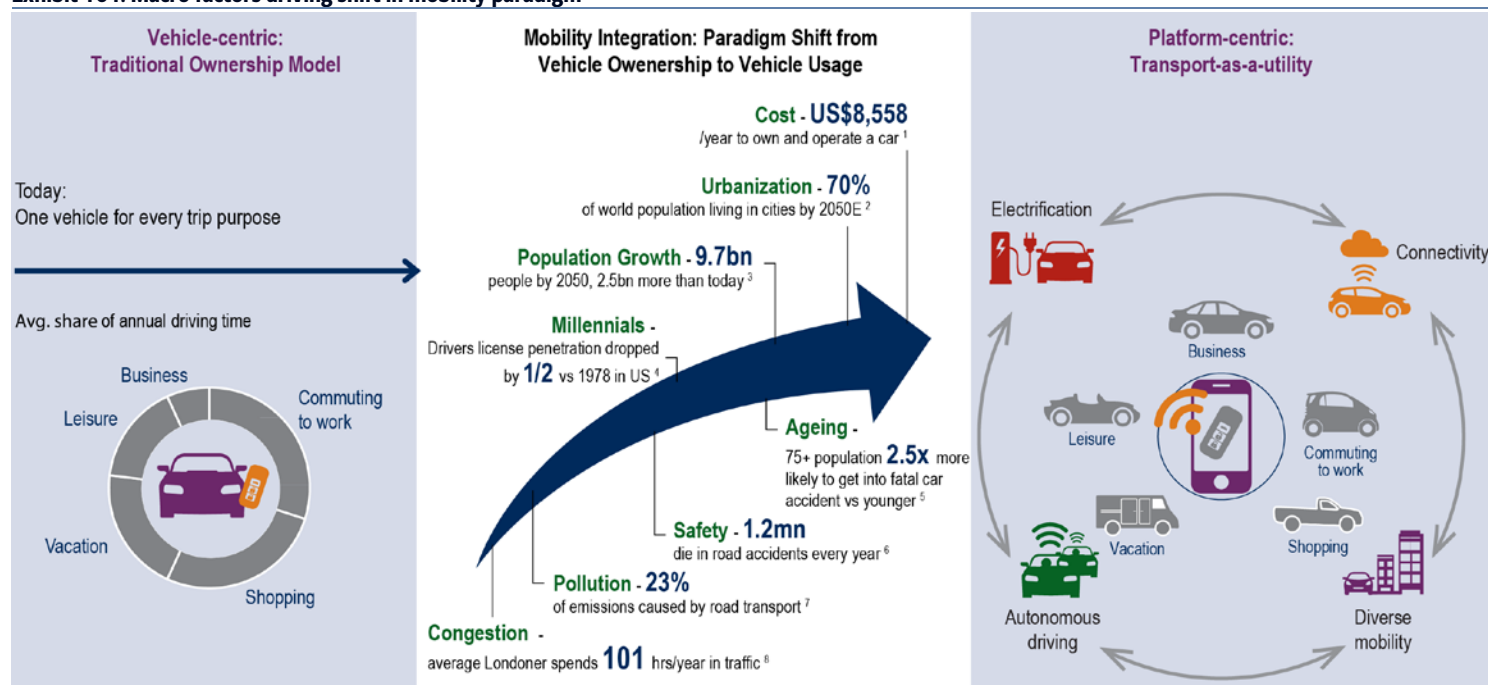 Vehicle-centric:
Traditional Ownership Model
Today:
One vehicle for every trip purpose
Avg. share of annual driving time
Business
Leisure
Commuting
to work
Vacation
Shopping
Mobility Integration: Paradigm Shift from
Vehicle Owenership to Vehicle Usage
Cost - US$8,558
/year to own and operate a car 1
Urbanization - 70%
of world population living in cities by 2050E 2
Population Growth - 9.7bn
people by 2050, 2.5bn more than today 3
Millennials -
Drivers license penetration dropped
by 1/2 vs 1978 in US 4
Ageing -
75+ population 2.5x more
likely to get into fatal car
accident vs younger 5
Safety - 1.2mn
die in road accidents every year 6
Pollution - 23%
of emissions caused by road transport 7
Congestion -
average Londoner spends 101 hrs/year in traffic 8
Platform-centric:
Transport-as-a-utility
Electrification
Connectivity
Business
Leisure
Commuting
to work
Vacation
Shopping
Autonomous
driving
Diverse
mobility